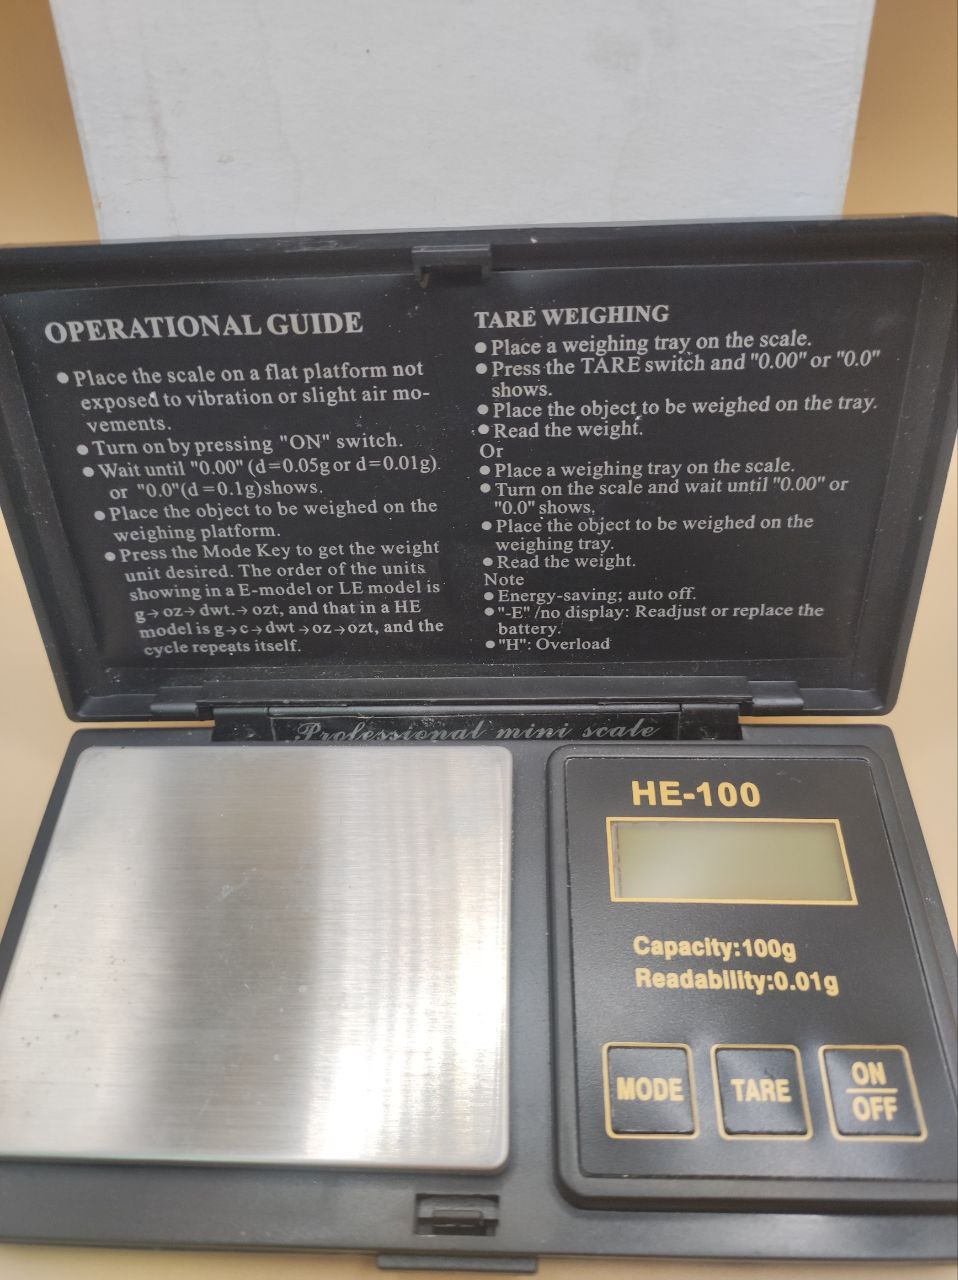 OPERATIONAL GUIDE
● Place the scale on a flat platform not
exposed to vibration or slight air mo-
vements.
● Turn on by pressing "ON" switch.
● Wait until "0.00" (d=0.05g or d=0.01g).
or "0.0"(d=0.1g)shows.
● Place the object to be weighed on the
weighing platform.
● Press the Mode Key to get the weight
unit desired. The order of the units
showing in a E-model or LE model is
g→oz→dwt.→ozt, and that in a HE
model is g→c→dwt→oz→ozt, and the
cycle repeats itself.
TARE WEIGHING
● Place a weighing tray on the scale.
● Press the TARE switch and "0.00" or "0.0"
shows.
● Place the object to be weighed on the tray.
● Read the weight.
Or
● Place a weighing tray on the scale.
● Turn on the scale and wait until "0.00" or
"0.0" shows.
● Place the object to be weighed on the
weighing tray.
● Read the weight.
Note
● Energy-saving; auto off.
● "-E" /no display: Readjust or replace the
battery.
● "H": Overload
Professional mini scale
HE-100
Capacity:100g
Readability:0.01g
MODE
TARE
ON
OFF